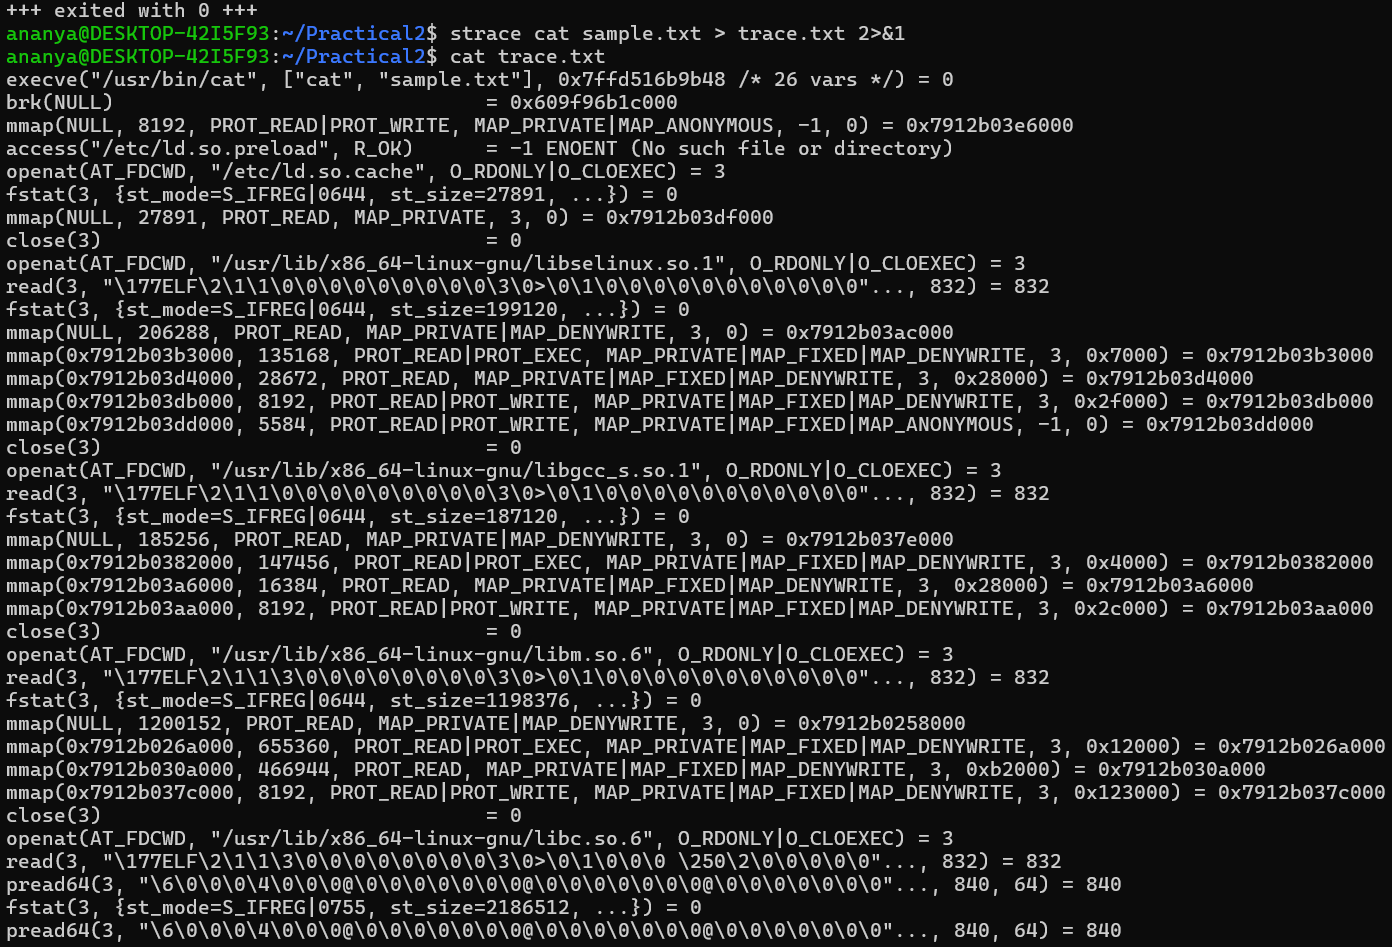 +++ exited with 0 +++
ananya@DESKTOP-42I5F93:~/Practical2$ strace cat sample.txt > trace.txt 2>&1
ananya@DESKTOP-42I5F93:~/Practical2$ cat trace.txt
execve("/usr/bin/cat", ["cat", "sample.txt"], 0x7ffd516b9b48 /* 26 vars */) = 0
brk(NULL)                               = 0x609f96b1c000
mmap(NULL, 8192, PROT_READ|PROT_WRITE, MAP_PRIVATE|MAP_ANONYMOUS, -1, 0) = 0x7912b03e6000
access("/etc/ld.so.preload", R_OK)      = -1 ENOENT (No such file or directory)
openat(AT_FDCWD, "/etc/ld.so.cache", O_RDONLY|O_CLOEXEC) = 3
fstat(3, {st_mode=S_IFREG|0644, st_size=27891, ...}) = 0
mmap(NULL, 27891, PROT_READ, MAP_PRIVATE, 3, 0) = 0x7912b03df000
close(3)                                = 0
openat(AT_FDCWD, "/usr/lib/x86_64-linux-gnu/libselinux.so.1", O_RDONLY|O_CLOEXEC) = 3
read(3, "\177ELF\2\1\1\0\0\0\0\0\0\0\0\0\3\0>\0\1\0\0\0\0\0\0\0\0\0\0\0"..., 832) = 832
fstat(3, {st_mode=S_IFREG|0644, st_size=199120, ...}) = 0
mmap(NULL, 206288, PROT_READ, MAP_PRIVATE|MAP_DENYWRITE, 3, 0) = 0x7912b03ac000
mmap(0x7912b03b3000, 135168, PROT_READ|PROT_EXEC, MAP_PRIVATE|MAP_FIXED|MAP_DENYWRITE, 3, 0x7000) = 0x7912b03b3000
mmap(0x7912b03d4000, 28672, PROT_READ, MAP_PRIVATE|MAP_FIXED|MAP_DENYWRITE, 3, 0x28000) = 0x7912b03d4000
mmap(0x7912b03db000, 8192, PROT_READ|PROT_WRITE, MAP_PRIVATE|MAP_FIXED|MAP_DENYWRITE, 3, 0x2f000) = 0x7912b03db000
mmap(0x7912b03dd000, 5584, PROT_READ|PROT_WRITE, MAP_PRIVATE|MAP_FIXED|MAP_ANONYMOUS, -1, 0) = 0x7912b03dd000
close(3)                                = 0
openat(AT_FDCWD, "/usr/lib/x86_64-linux-gnu/libgcc_s.so.1", O_RDONLY|O_CLOEXEC) = 3
read(3, "\177ELF\2\1\1\0\0\0\0\0\0\0\0\0\3\0>\0\1\0\0\0\0\0\0\0\0\0\0\0"..., 832) = 832
fstat(3, {st_mode=S_IFREG|0644, st_size=187120, ...}) = 0
mmap(NULL, 185256, PROT_READ, MAP_PRIVATE|MAP_DENYWRITE, 3, 0) = 0x7912b037e000
mmap(0x7912b0382000, 147456, PROT_READ|PROT_EXEC, MAP_PRIVATE|MAP_FIXED|MAP_DENYWRITE, 3, 0x4000) = 0x7912b0382000
mmap(0x7912b03a6000, 16384, PROT_READ, MAP_PRIVATE|MAP_FIXED|MAP_DENYWRITE, 3, 0x28000) = 0x7912b03a6000
mmap(0x7912b03aa000, 8192, PROT_READ|PROT_WRITE, MAP_PRIVATE|MAP_FIXED|MAP_DENYWRITE, 3, 0x2c000) = 0x7912b03aa000
close(3)                                = 0
openat(AT_FDCWD, "/usr/lib/x86_64-linux-gnu/libm.so.6", O_RDONLY|O_CLOEXEC) = 3
read(3, "\177ELF\2\1\1\3\0\0\0\0\0\0\0\0\3\0>\0\1\0\0\0\0\0\0\0\0\0\0\0"..., 832) = 832
fstat(3, {st_mode=S_IFREG|0644, st_size=1198376, ...}) = 0
mmap(NULL, 1200152, PROT_READ, MAP_PRIVATE|MAP_DENYWRITE, 3, 0) = 0x7912b0258000
mmap(0x7912b026a000, 655360, PROT_READ|PROT_EXEC, MAP_PRIVATE|MAP_FIXED|MAP_DENYWRITE, 3, 0x12000) = 0x7912b026a000
mmap(0x7912b030a000, 466944, PROT_READ, MAP_PRIVATE|MAP_FIXED|MAP_DENYWRITE, 3, 0xb2000) = 0x7912b030a000
mmap(0x7912b037c000, 8192, PROT_READ|PROT_WRITE, MAP_PRIVATE|MAP_FIXED|MAP_DENYWRITE, 3, 0x123000) = 0x7912b037c000
close(3)                                = 0
openat(AT_FDCWD, "/usr/lib/x86_64-linux-gnu/libc.so.6", O_RDONLY|O_CLOEXEC) = 3
read(3, "\177ELF\2\1\1\3\0\0\0\0\0\0\0\0\3\0>\0\1\0\0\0 \250\2\0\0\0\0\0"..., 832) = 832
pread64(3, "\6\0\0\0\4\0\0\0@\0\0\0\0\0\0\0@\0\0\0\0\0\0\0@\0\0\0\0\0\0\0"..., 840, 64) = 840
fstat(3, {st_mode=S_IFREG|0755, st_size=2186512, ...}) = 0
pread64(3, "\6\0\0\0\4\0\0\0@\0\0\0\0\0\0\0@\0\0\0\0\0\0\0@\0\0\0\0\0\0\0"..., 840, 64) = 840